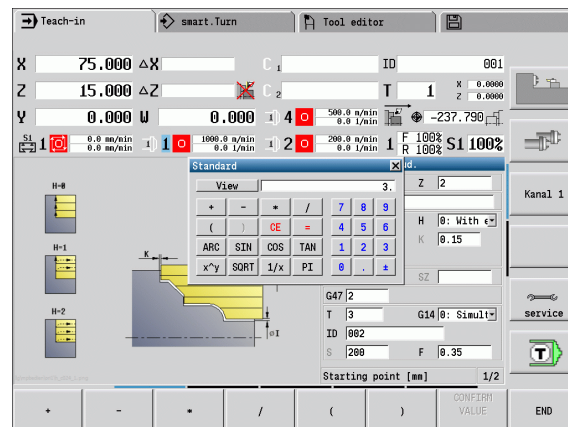 Teach-in smart.Turn Tool editor
X 75.000 △X C 1 ID 001
Z 15.000 △Z C 2 T 1 X 0.0000 Z 0.0000
Y 0.000 U 0.000 4 500.0 m/min 0.0 1/min -237.790
S1 1 0.0 mm/min 0.0 mm/min 1 1000.0 m/min 0.0 1/min 2 200.0 m/min 0.0 1/min 1 F 100% R 100% S1 100%
Standard X d.
View 3.
+ - * / 7 8 9
( ) CE = 4 5 6
ARC SIN COS TAN 1 2 3
x^y SQRT 1/x PI 0 . ±
Z 2
H 0: With
K 0.15
SZ
G47 2
T 3 G14 0: Simult
ID 002
S 200 F 0.35
Starting point [mm] 1/2
H-0
H-1
H-2
K
øI
Kanal 1
service
T
+ - * / ( ) CONFIRM VALUE END